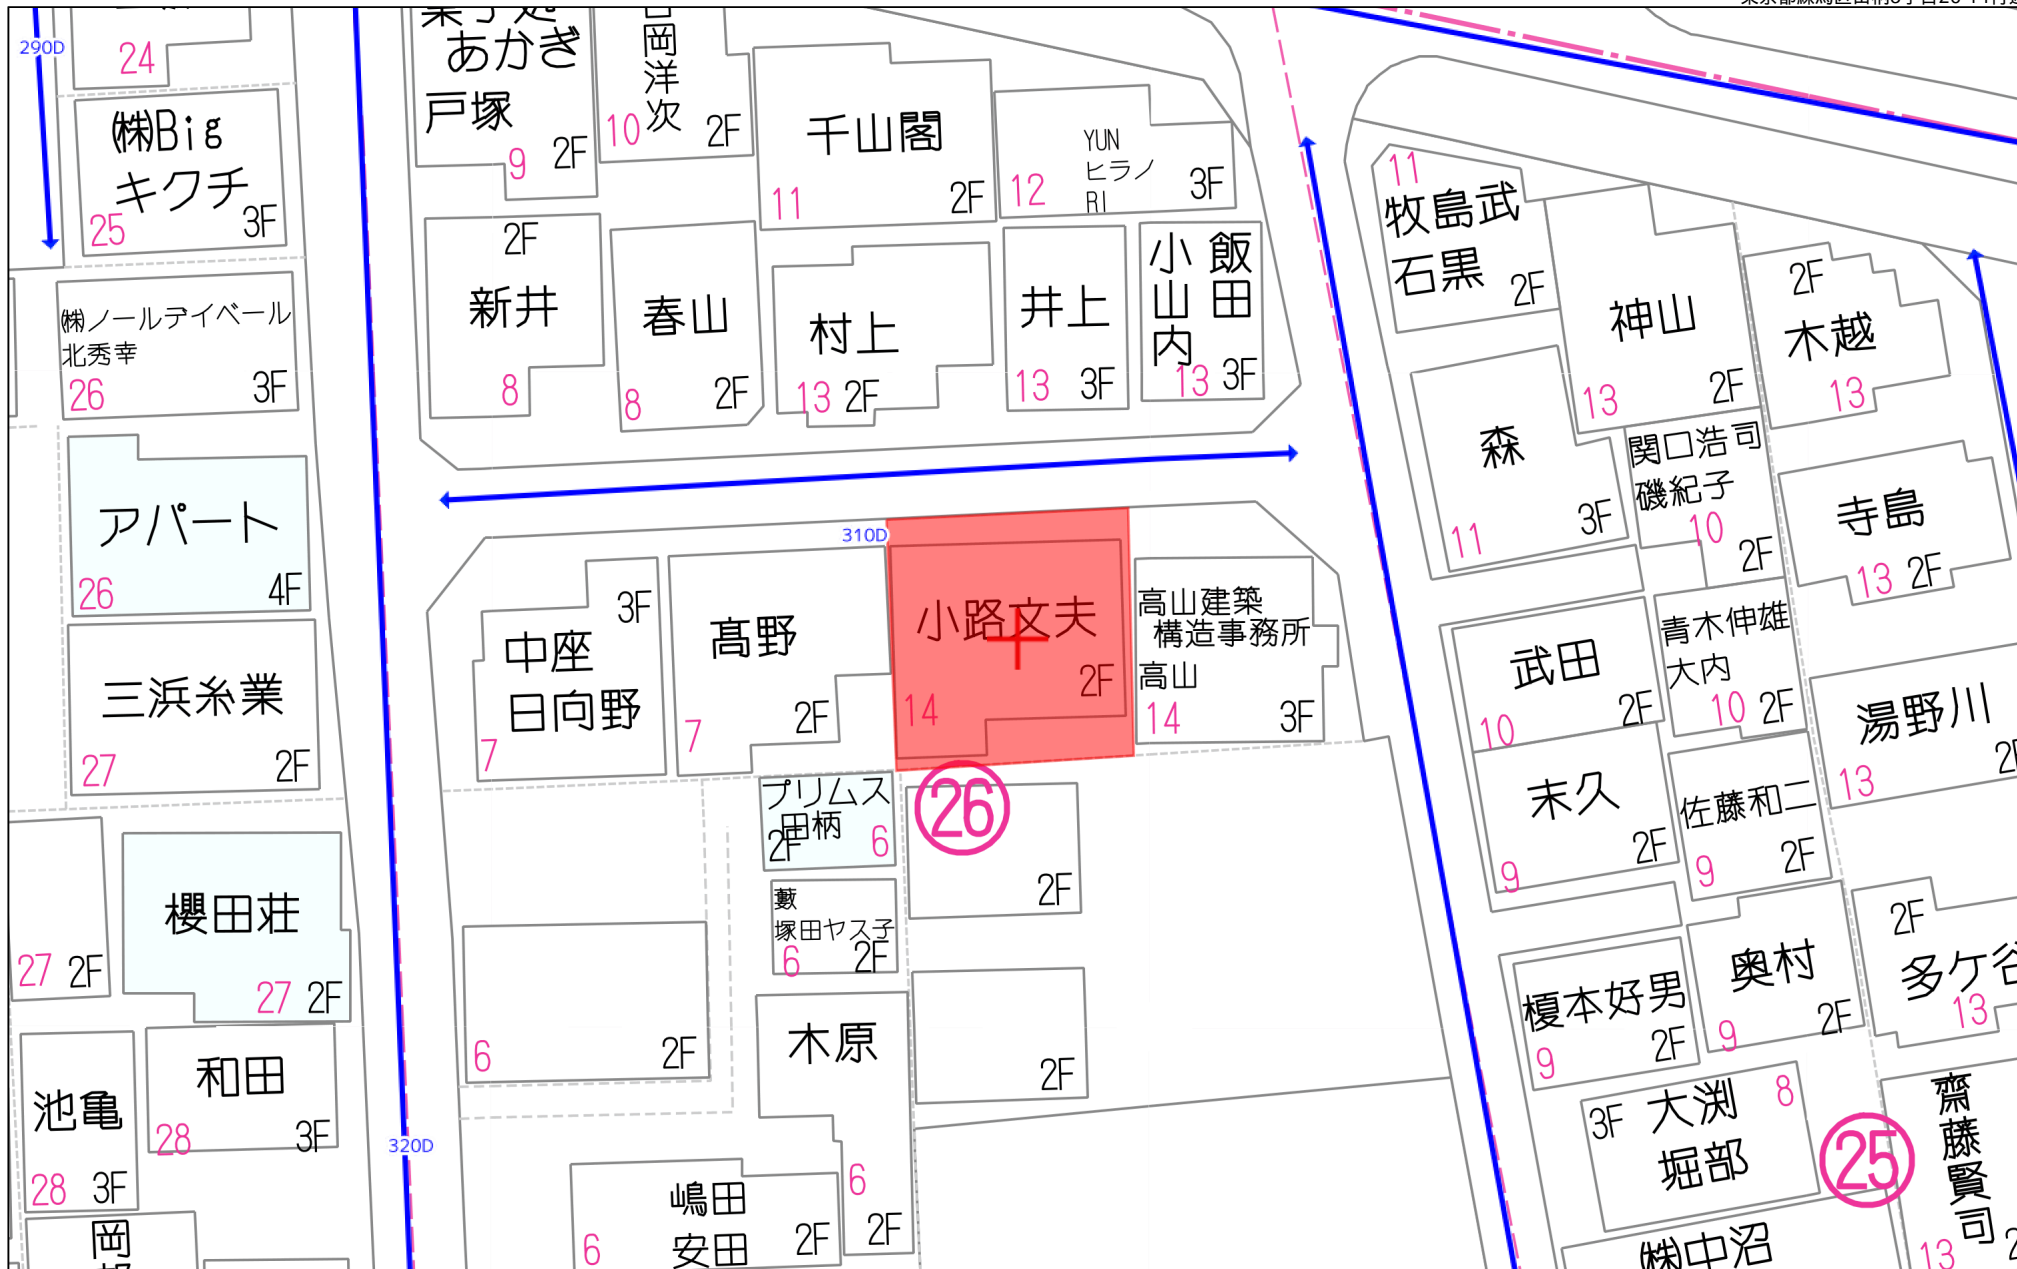 290D
24
㈱Big
キクチ
25
3F
㈱ノールデイベール
北秀幸
26
3F
アパート
26
4F
三浜糸業
27
2F
27
2F
櫻田荘
27
2F
池亀
28
3F
和田
28
3F
320D
あかぎ
戸塚
9
2F
岡洋次
10
2F
千山閣
11
2F
YUN
ヒラノ
RI
12
3F
2F
新井
8
春山
8
2F
村上
13
2F
井上
13
3F
飯田
小山内
13
3F
310D
3F
中座
日向野
7
髙野
7
2F
小路文夫
14
2F
高山建築
構造事務所
高山
14
3F
26
プリムス
田柄
2F
6
2F
藪
塚田ヤス子
6
2F
6
2F
2F
木原
6
2F
嶋田
安田
6
2F
11
牧島武
石黒
2F
神山
13
2F
2F
木越
13
森
11
3F
関口浩司
磯紀子
10
2F
寺島
13
2F
武田
10
2F
青木伸雄
大内
10
2F
湯野川
13
末久
9
2F
佐藤和二
9
2F
榎本好男
9
2F
奥村
9
2F
2F
多ケ谷
13
大渕
堀部
8
3F
25
齋藤賢司
13
㈱中沼